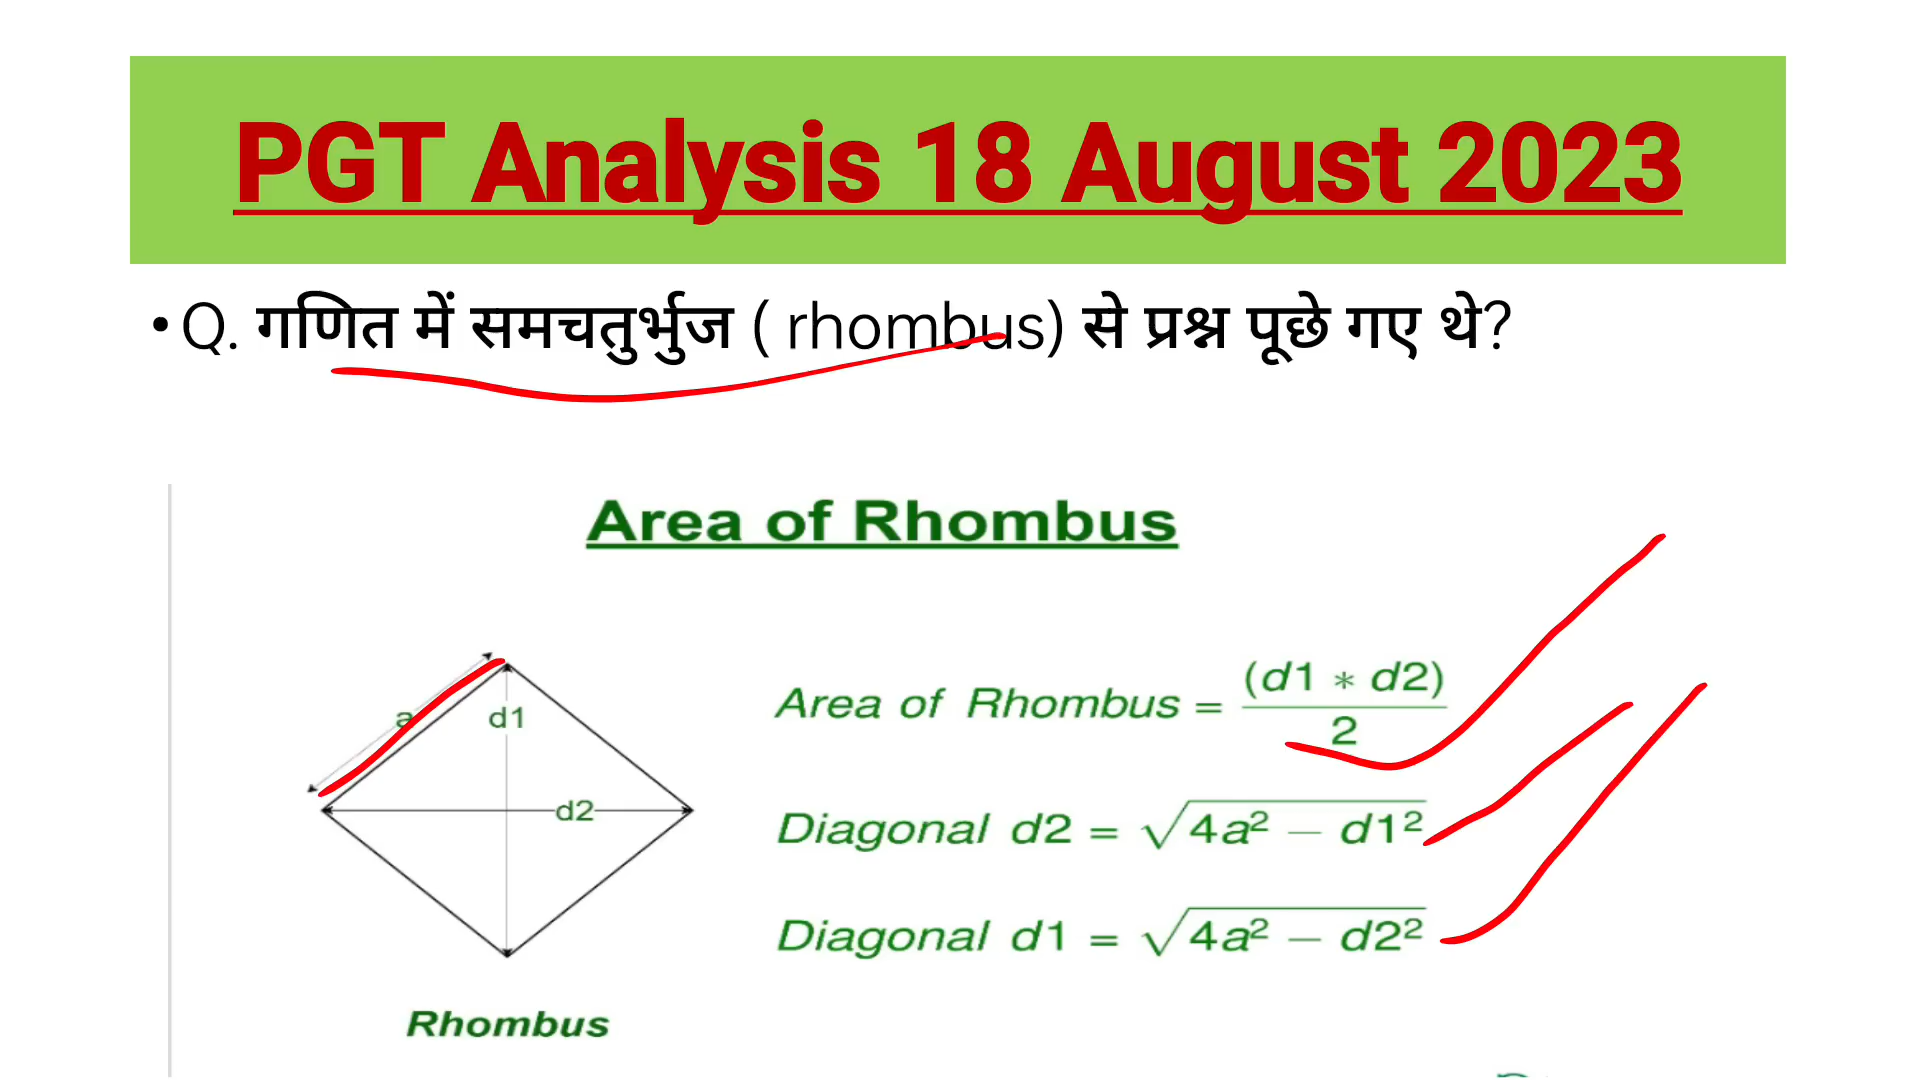 PGT Analysis 18 August 2023
• Q. गणित में समचतुर्भुज ( rhombus) से प्रश्न पूछे गए थे?
Area of Rhombus
a
d1
d2
Rhombus
Area of Rhombus = (d1 * d2) / 2
Diagonal d2 = √4a² – d1²
Diagonal d1 = √4a² – d2²